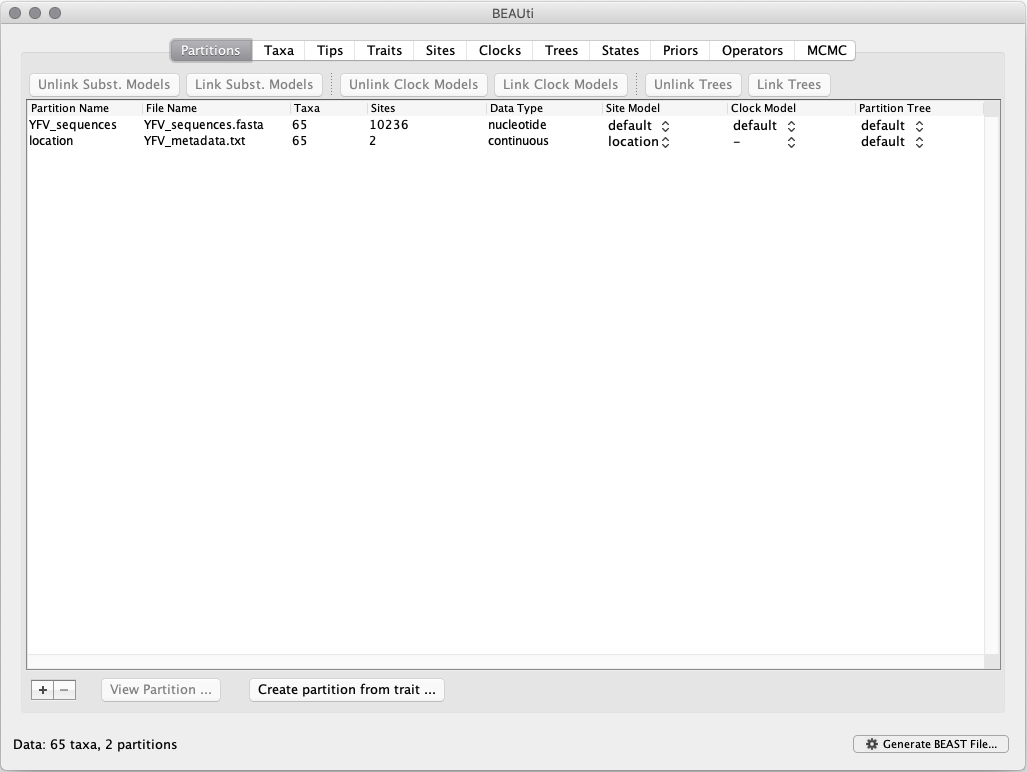 BEAUti
Partitions Taxa Tips Traits Sites Clocks Trees States Priors Operators MCMC
Unlink Subst. Models Link Subst. Models Unlink Clock Models Link Clock Models Unlink Trees Link Trees
Partition Name File Name Taxa Sites Data Type Site Model Clock Model Partition Tree
YFV_sequences YFV_sequences.fasta 65 10236 nucleotide default default default
location YFV_metadata.txt 65 2 continuous location – default
+ − View Partition ... Create partition from trait ...
Data: 65 taxa, 2 partitions Generate BEAST File...